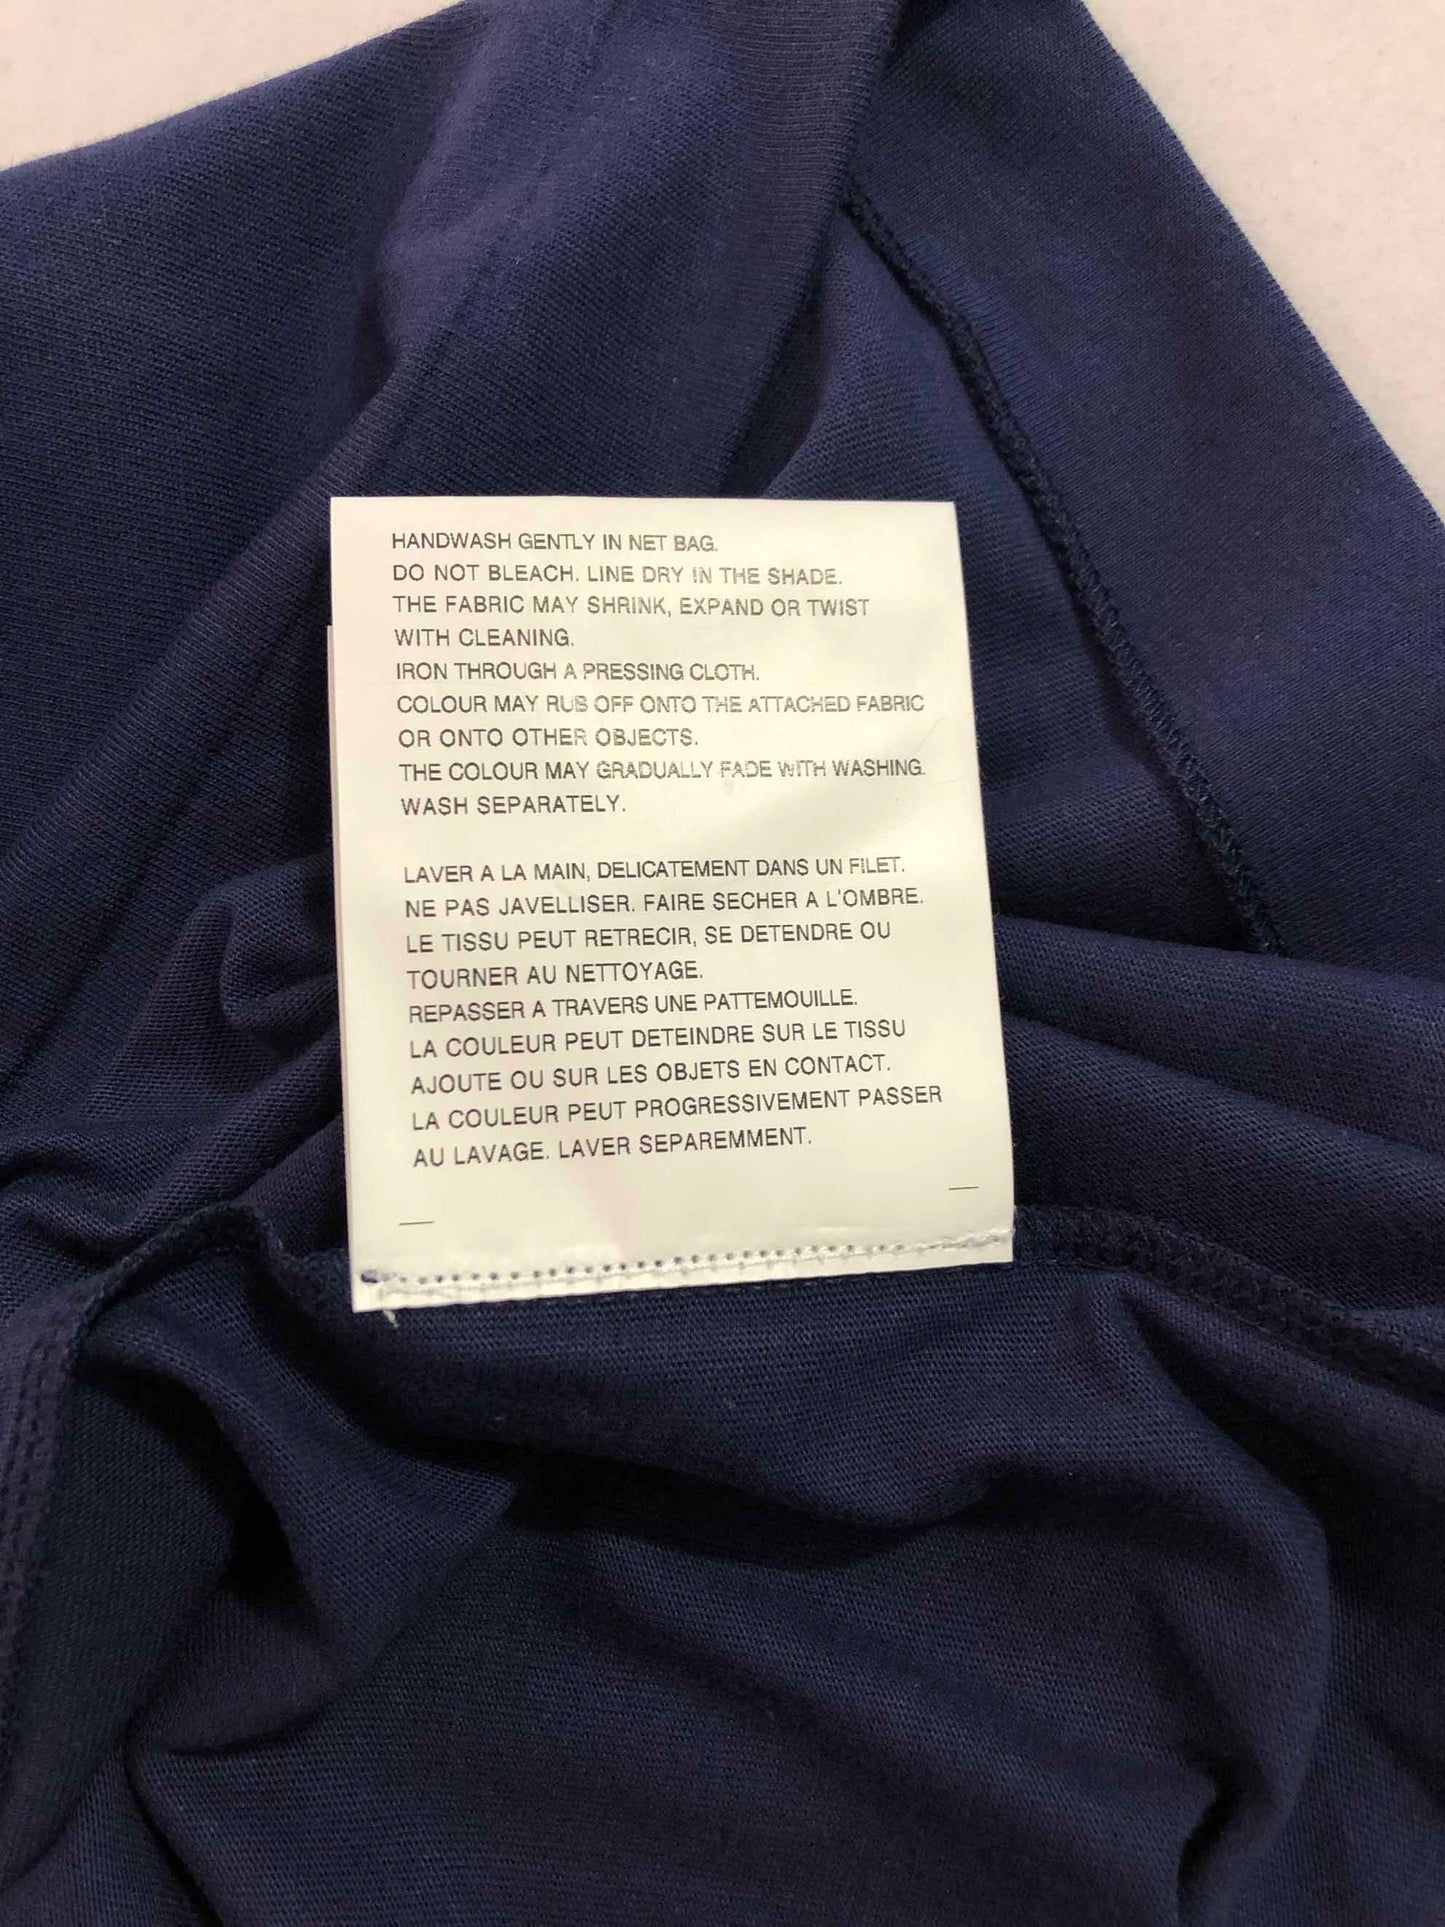 HANDWASH GENTLY IN NET BAG.
DO NOT BLEACH. LINE DRY IN THE SHADE.
THE FABRIC MAY SHRINK, EXPAND OR TWIST
WITH CLEANING.
IRON THROUGH A PRESSING CLOTH.
COLOUR MAY RUB OFF ONTO THE ATTACHED FABRIC
OR ONTO OTHER OBJECTS.
THE COLOUR MAY GRADUALLY FADE WITH WASHING.
WASH SEPARATELY.
LAVER A LA MAIN, DELICATEMENT DANS UN FILET.
NE PAS JAVELLISER. FAIRE SECHER A L'OMBRE.
LE TISSU PEUT RETRECIR, SE DETENDRE OU
TOURNER AU NETTOYAGE.
REPASSER A TRAVERS UNE PATTEMOUILLE.
LA COULEUR PEUT DETEINDRE SUR LE TISSU
AJOUTE OU SUR LES OBJETS EN CONTACT.
LA COULEUR PEUT PROGRESSIVEMENT PASSER
AU LAVAGE. LAVER SEPAREMMENT.